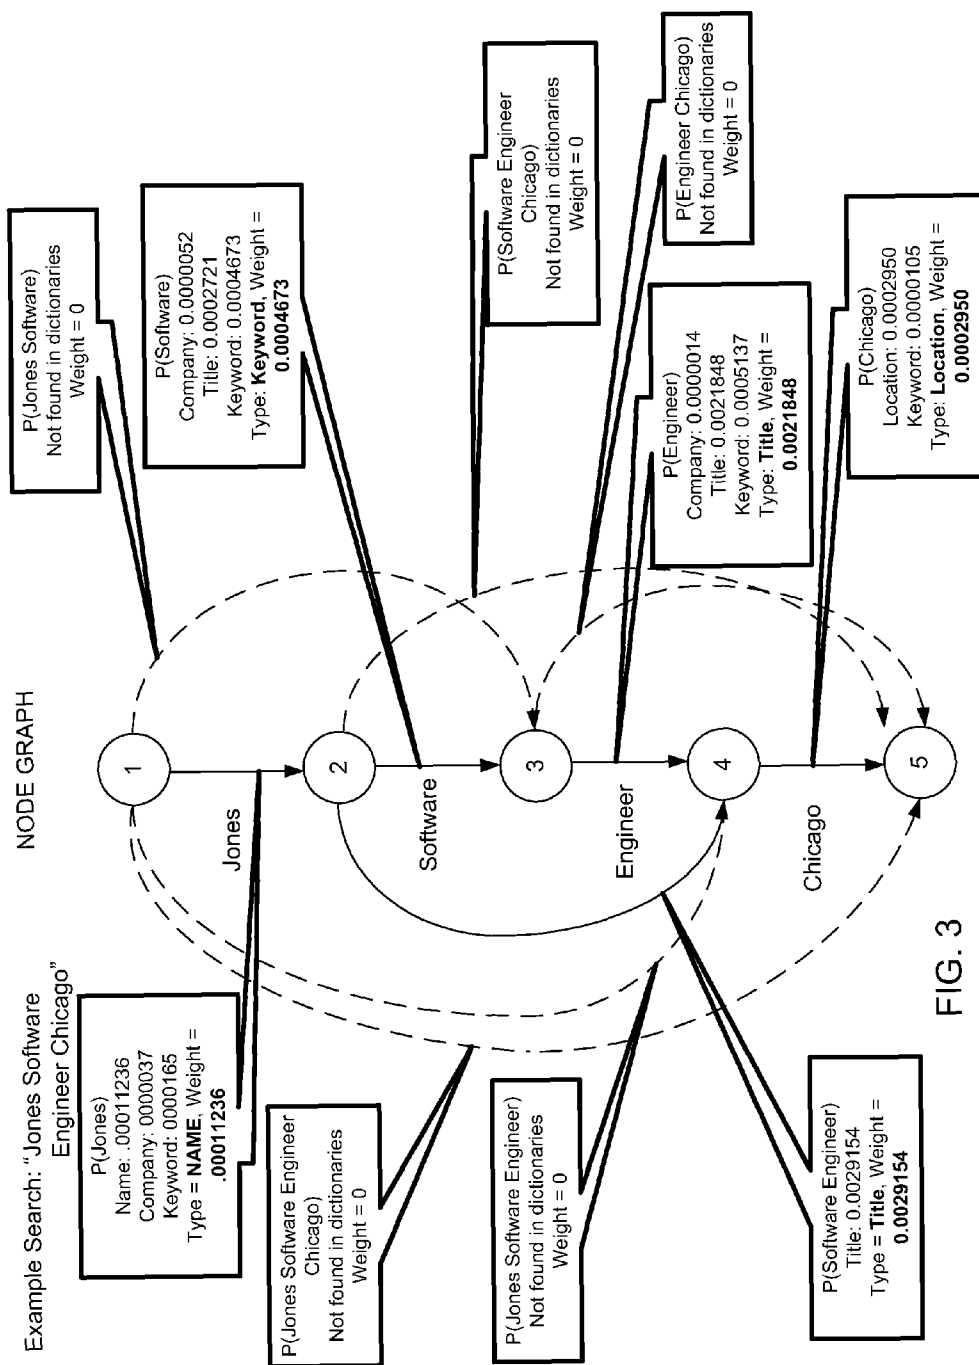 Example Search: “Jones Software
Engineer Chicago”
NODE GRAPH
P(Jones)
Name: .00011236
Company: 0000037
Keyword: 0000165
Type = NAME, Weight =
.00011236
P(Jones Software Engineer
Chicago)
Not found in dictionaries
Weight = 0
P(Jones Software Engineer)
Not found in dictionaries
Weight = 0
P(Software Engineer)
Title: 0.0029154
Type = Title, Weight =
0.0029154
1
Jones
2
Software
3
Engineer
4
Chicago
5
P(Jones Software)
Not found in dictionaries
Weight = 0
P(Software)
Company: 0.0000052
Title: 0.0002721
Keyword: 0.0004673
Type: Keyword, Weight =
0.0004673
P(Software Engineer
Chicago)
Not found in dictionaries
Weight = 0
P(Engineer Chicago)
Not found in dictionaries
Weight = 0
P(Engineer)
Company: 0.0000014
Title: 0.0021848
Keyword: 0.0005137
Type: Title, Weight =
0.0021848
P(Chicago)
Location: 0.0002950
Keyword: 0.0000105
Type: Location, Weight =
0.0002950
FIG. 3